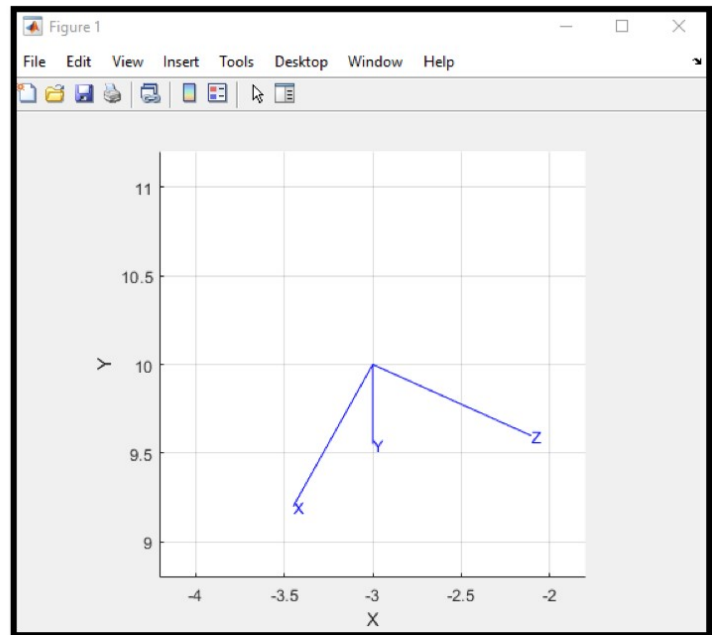 Figure 1
File Edit View Insert Tools Desktop Window Help
11
10.5
10
9.5
9
Y
X
Y
Z
-4 -3.5 -3 -2.5 -2
X